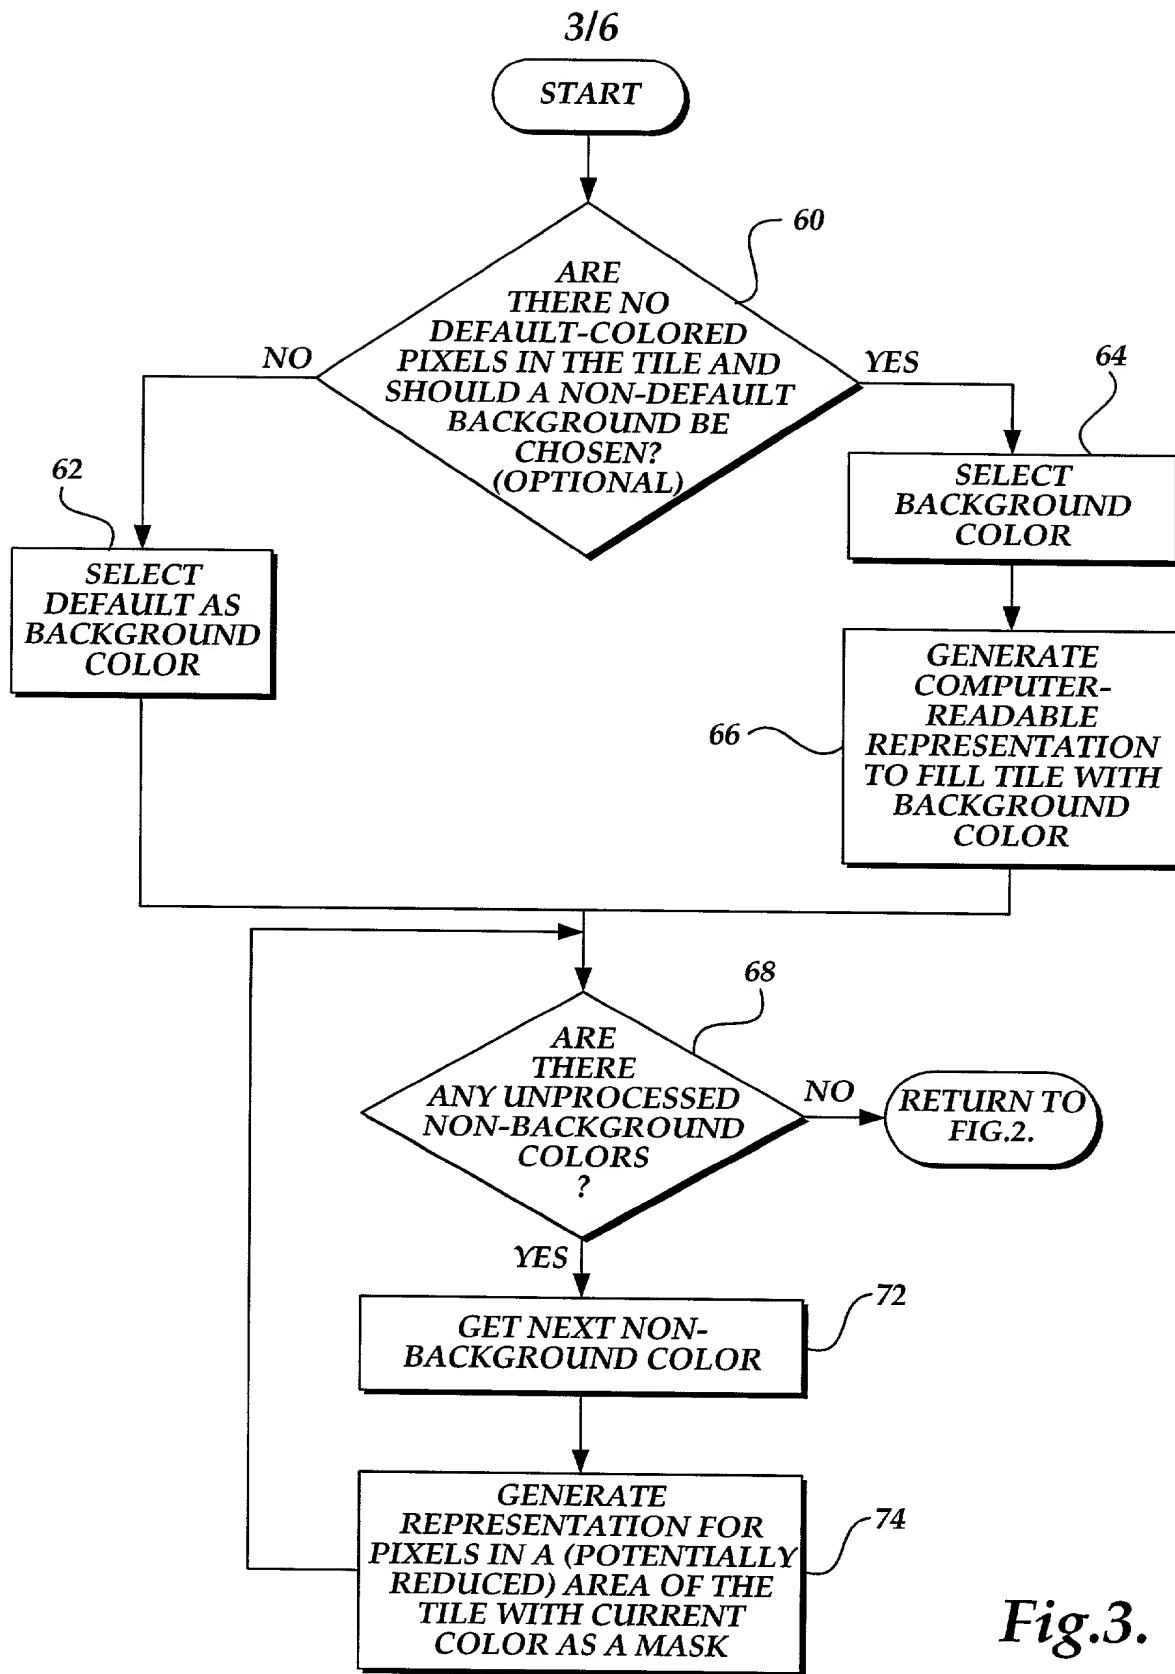 3/6
START
60
ARE
THERE NO
DEFAULT-COLORED
PIXELS IN THE TILE AND
SHOULD A NON-DEFAULT
BACKGROUND BE
CHOSEN?
(OPTIONAL)
NO
YES
62
SELECT
DEFAULT AS
BACKGROUND
COLOR
64
SELECT
BACKGROUND
COLOR
66
GENERATE
COMPUTER-
READABLE
REPRESENTATION
TO FILL TILE WITH
BACKGROUND
COLOR
68
ARE
THERE
ANY UNPROCESSED
NON-BACKGROUND
COLORS
?
NO
RETURN TO
FIG.2.
YES
72
GET NEXT NON-
BACKGROUND COLOR
74
GENERATE
REPRESENTATION FOR
PIXELS IN A (POTENTIALLY
REDUCED) AREA OF THE
TILE WITH CURRENT
COLOR AS A MASK
Fig.3.